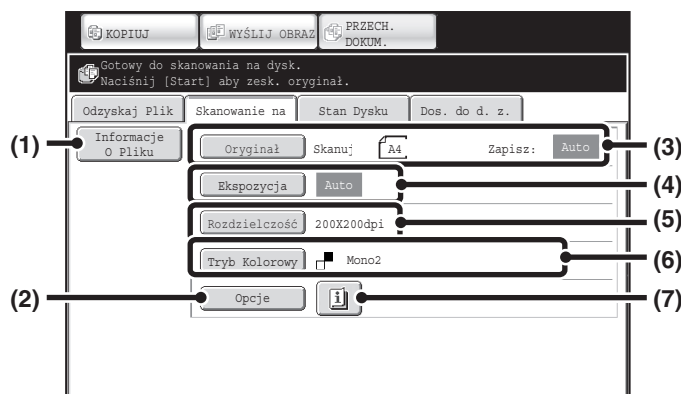 KOPIUJ
WYŚLIJ OBRAZ
PRZECH.
DOKUM.
Gotowy do skanowania na dysk.
Naciśnij [Start] aby zesk. oryginał.
Odzyskaj Plik
Skanowanie na
Stan Dysku
Dos. do d. z.
(1)
Informacje
O Pliku
Oryginał
Skanuj
A4
Zapisz:
Auto
(3)
Ekspozycja
Auto
(4)
Rozdzielczość
200X200dpi
(5)
Tryb Kolorowy
Mono2
(6)
(2)
Opcje
(7)